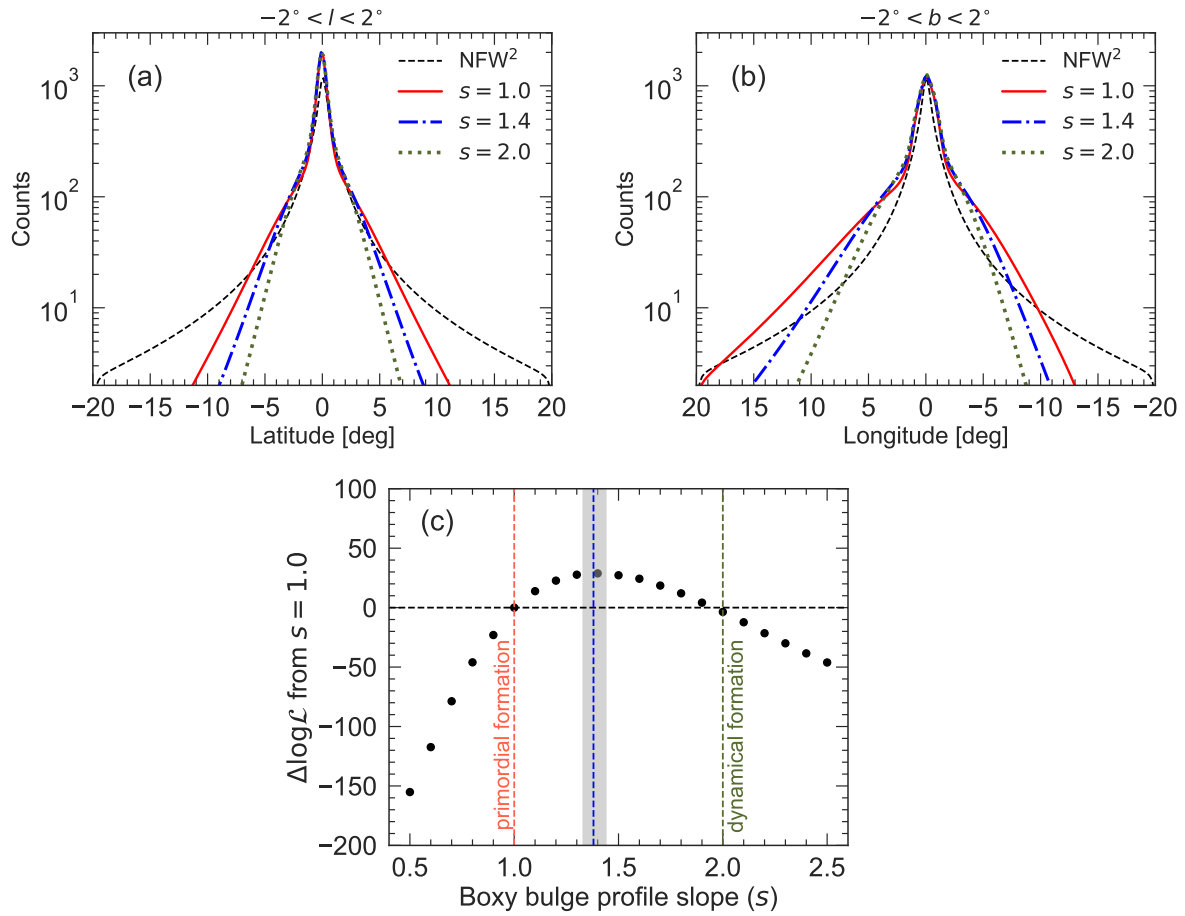 −2° < l < 2°
(a)
NFW²
s = 1.0
s = 1.4
s = 2.0
10³
10²
10¹
Counts
−20 −15 −10 −5 0 5 10 15 20
Latitude [deg]
−2° < b < 2°
(b)
NFW²
s = 1.0
s = 1.4
s = 2.0
10³
10²
10¹
Counts
20 15 10 5 0 −5 −10 −15 −20
Longitude [deg]
(c)
100
50
0
−50
−100
−150
−200
Δlogℒ from s = 1.0
primordial formation
dynamical formation
0.5 1.0 1.5 2.0 2.5
Boxy bulge profile slope (s)